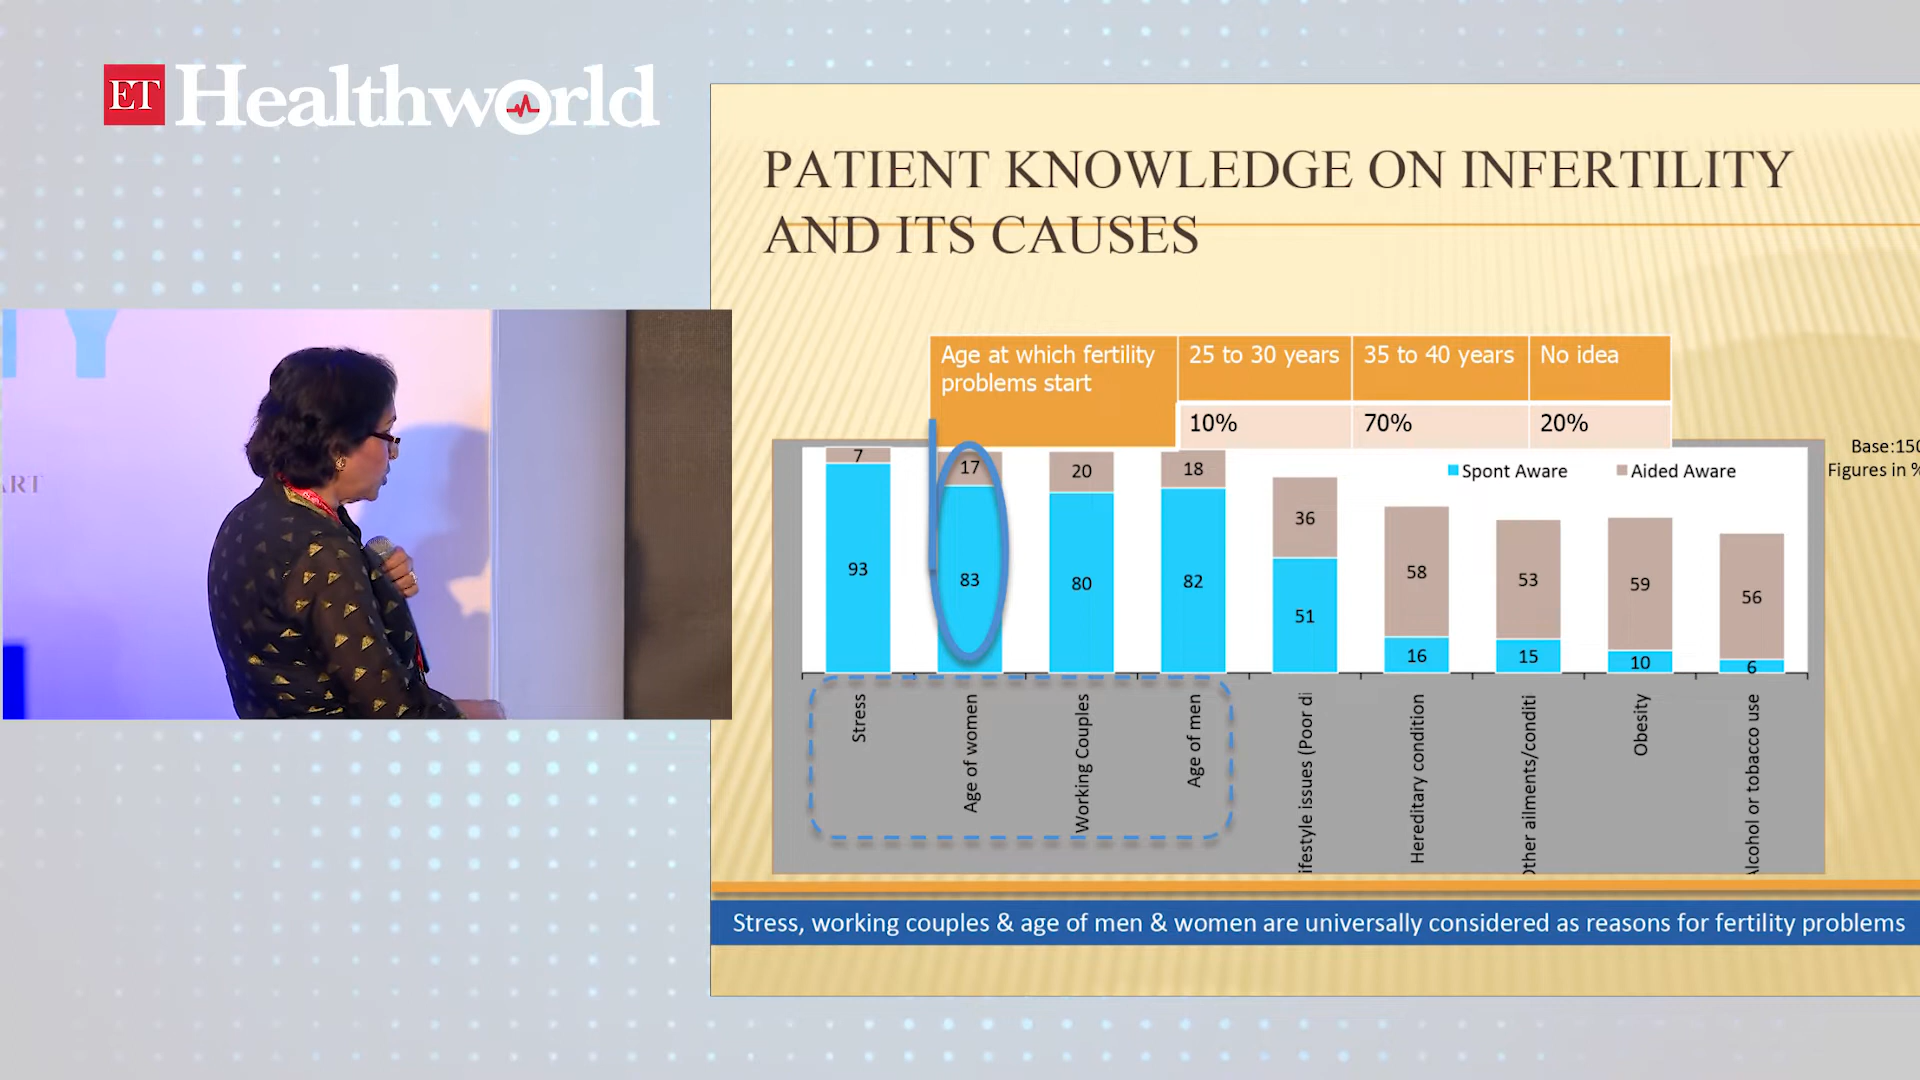 ET Healthworld
PATIENT KNOWLEDGE ON INFERTILITY
AND ITS CAUSES
Age at which fertility
problems start
25 to 30 years
35 to 40 years
No idea
10%
70%
20%
Base:150
Figures in %
Spont Aware
Aided Aware
7
17
20
18
36
58
53
59
56
93
83
80
82
51
16
15
10
6
Stress
Age of women
Working Couples
Age of men
ifestyle issues (Poor di
Hereditary condition
ther ailments/conditi
Obesity
lcohol or tobacco use
Stress, working couples & age of men & women are universally considered as reasons for fertility problems
ART